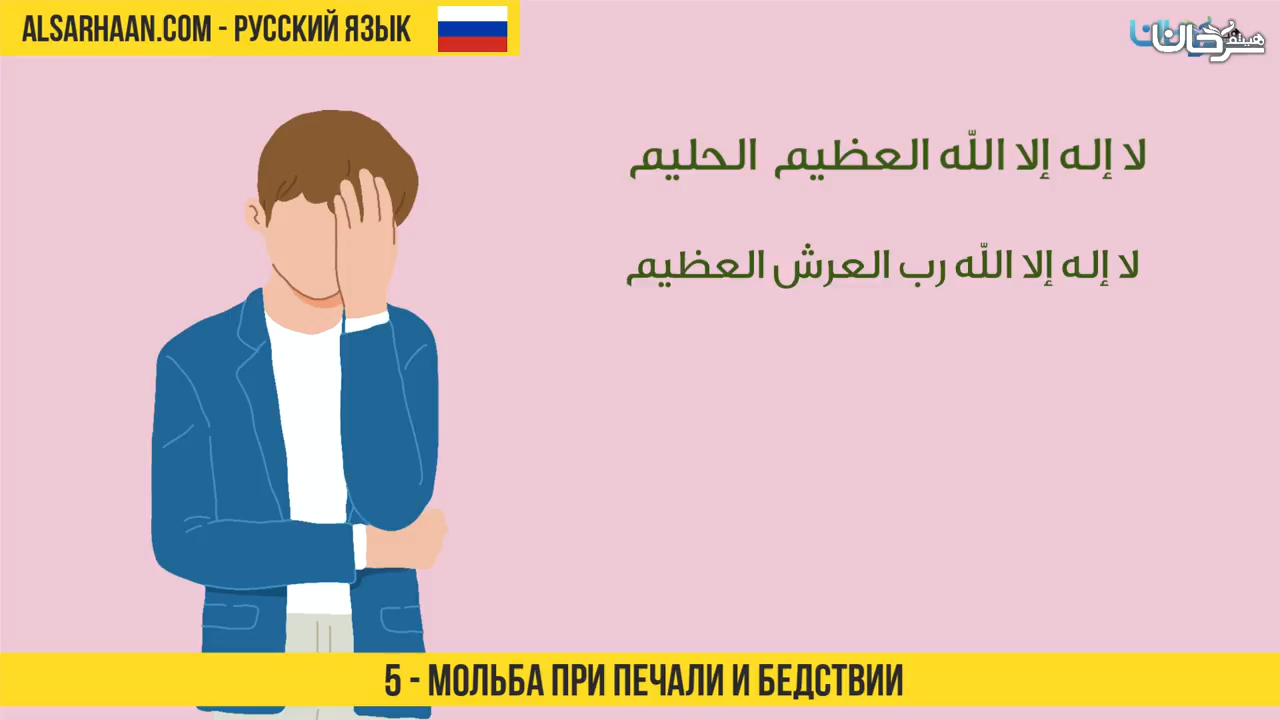 ALSARHAAN.COM - РУССКИЙ ЯЗЫК
لا إله إلا الله العظيم الحليم
لا إله إلا الله رب العرش العظيم
5 - МОЛЬБА ПРИ ПЕЧАЛИ И БЕДСТВИИ